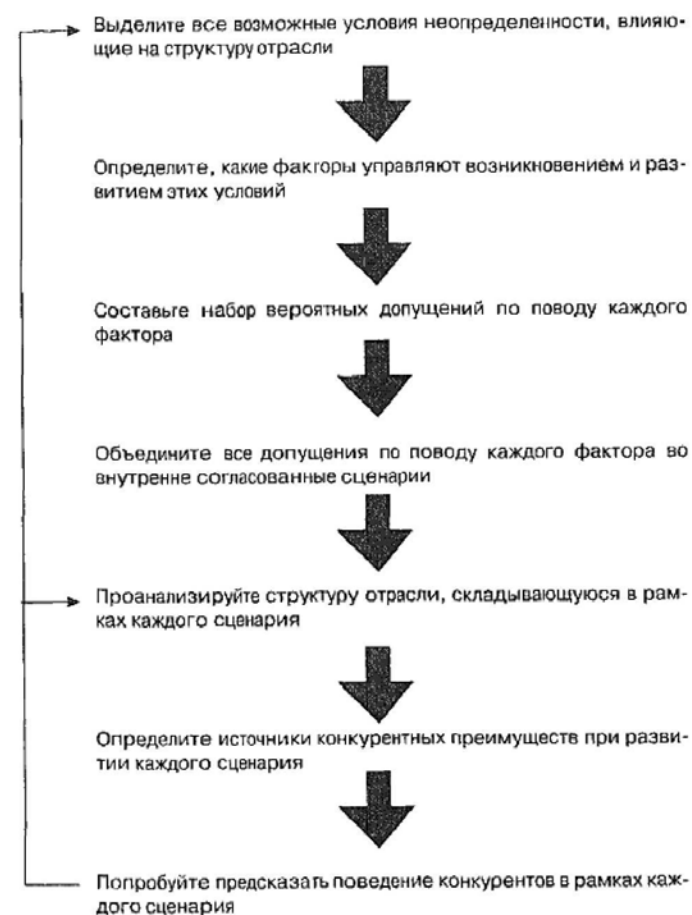 Выделите все возможные условия неопределенности, влияю-
щие на структуру отрасли
Определите, какие факторы управляют возникновением и раз-
витием этих условий
Составьте набор вероятных допущений по поводу каждого
фактора
Объедините все допущения по поводу каждого фактора во
внутренне согласованные сценарии
Проанализируйте структуру отрасли, складывающуюся в рам-
ках каждого сценария
Определите источники конкурентных преимуществ при разви-
тии каждого сценария
Попробуйте предсказать поведение конкурентов в рамках каж-
дого сценария